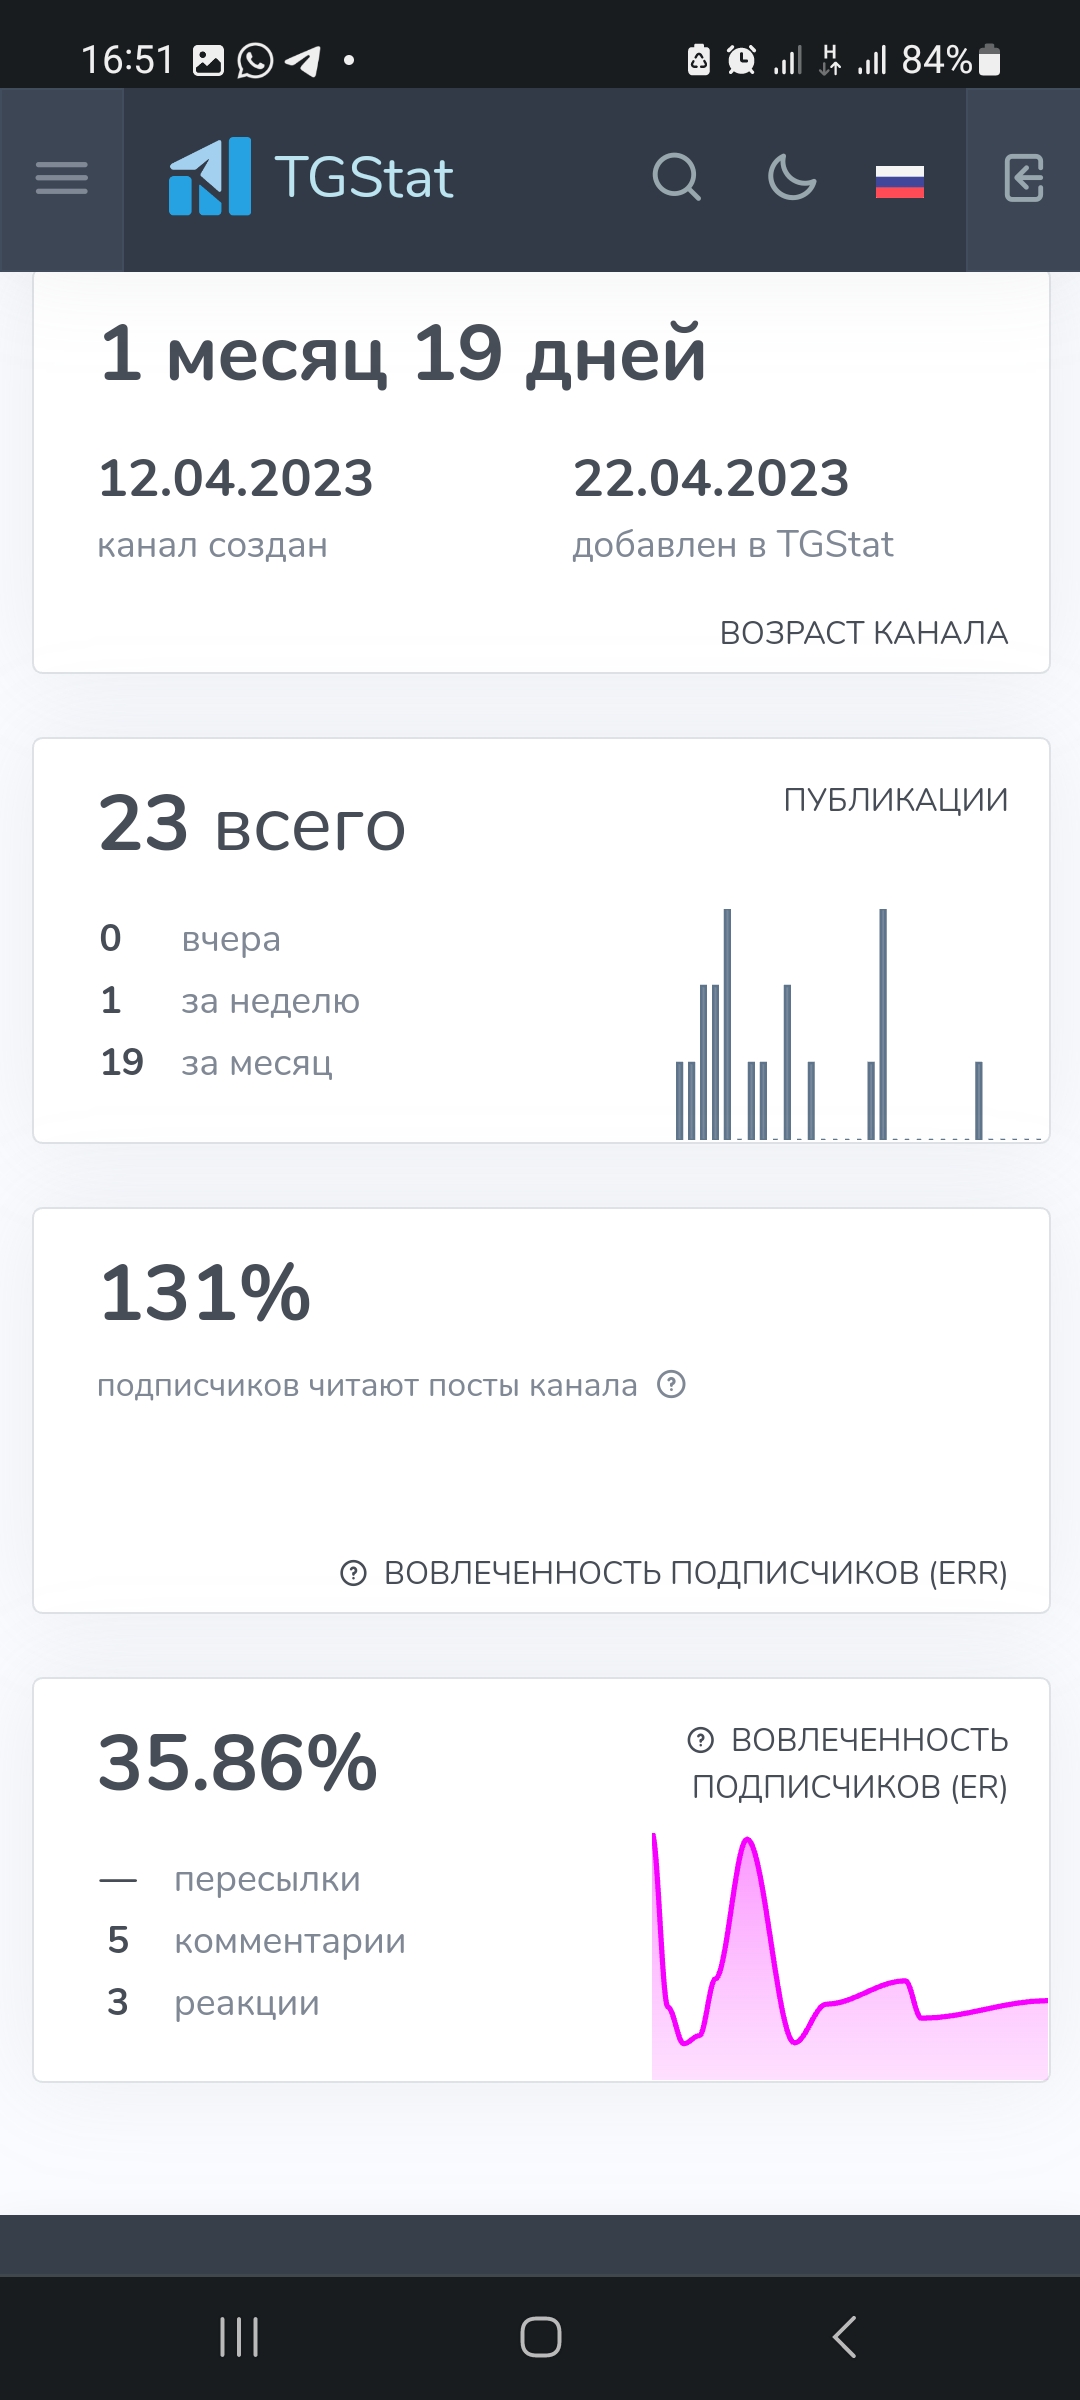 16:51
H
84%
TGStat
1 месяц 19 дней
12.04.2023
22.04.2023
канал создан
добавлен в TGStat
ВОЗРАСТ КАНАЛА
23 всего
ПУБЛИКАЦИИ
0 вчера
1 за неделю
19 за месяц
131%
подписчиков читают посты канала ?
? ВОВЛЕЧЕННОСТЬ ПОДПИСЧИКОВ (ERR)
35.86%
? ВОВЛЕЧЕННОСТЬ
ПОДПИСЧИКОВ (ER)
— пересылки
5 комментарии
3 реакции